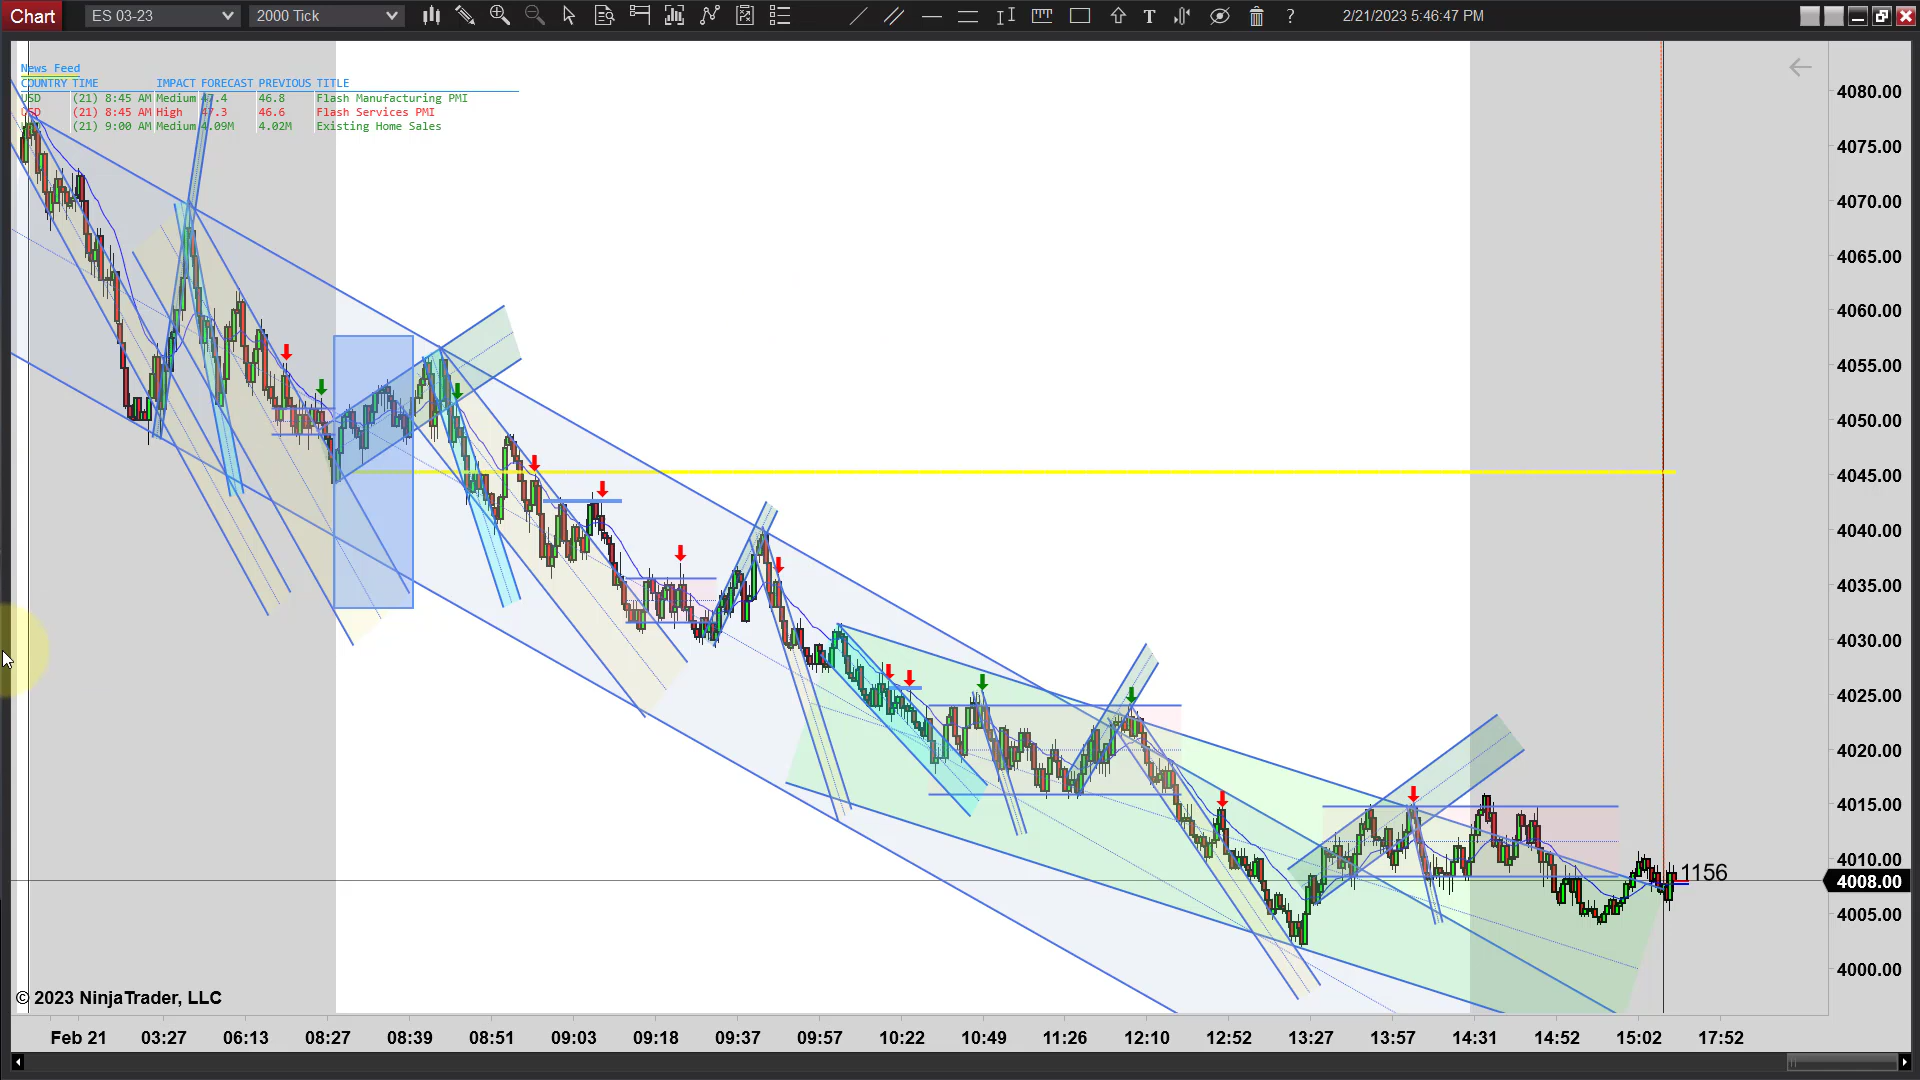 Chart ES 03-23 2000 Tick T ? 2/21/2023 5:46:47 PM
News Feed
COUNTRY TIME IMPACT FORECAST PREVIOUS TITLE
USD (21) 8:45 AM Medium 47.4 46.8 Flash Manufacturing PMI
USD (21) 8:45 AM High 47.3 46.6 Flash Services PMI
(21) 9:00 AM Medium 4.09M 4.02M Existing Home Sales
4080.00
4075.00
4070.00
4065.00
4060.00
4055.00
4050.00
4045.00
4040.00
4035.00
4030.00
4025.00
4020.00
4015.00
4010.00
1156
4008.00
4005.00
4000.00
© 2023 NinjaTrader, LLC
Feb 21 03:27 06:13 08:27 08:39 08:51 09:03 09:18 09:37 09:57 10:22 10:49 11:26 12:10 12:52 13:27 13:57 14:31 14:52 15:02 17:52